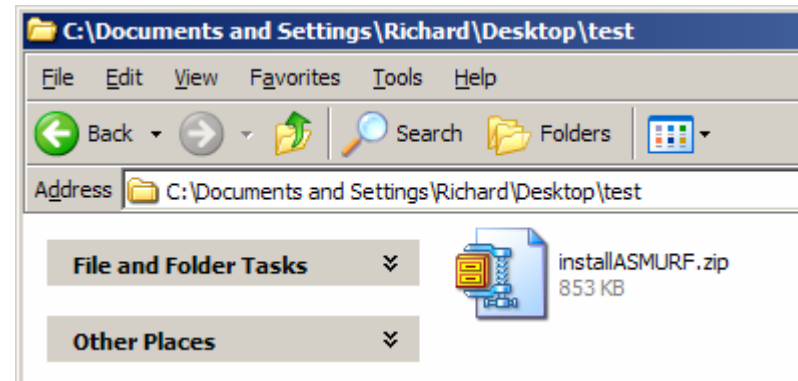 C:\Documents and Settings\Richard\Desktop\test
File Edit View Favorites Tools Help
Back Search Folders
Address C:\Documents and Settings\Richard\Desktop\test
File and Folder Tasks
installASMURF.zip
853 KB
Other Places